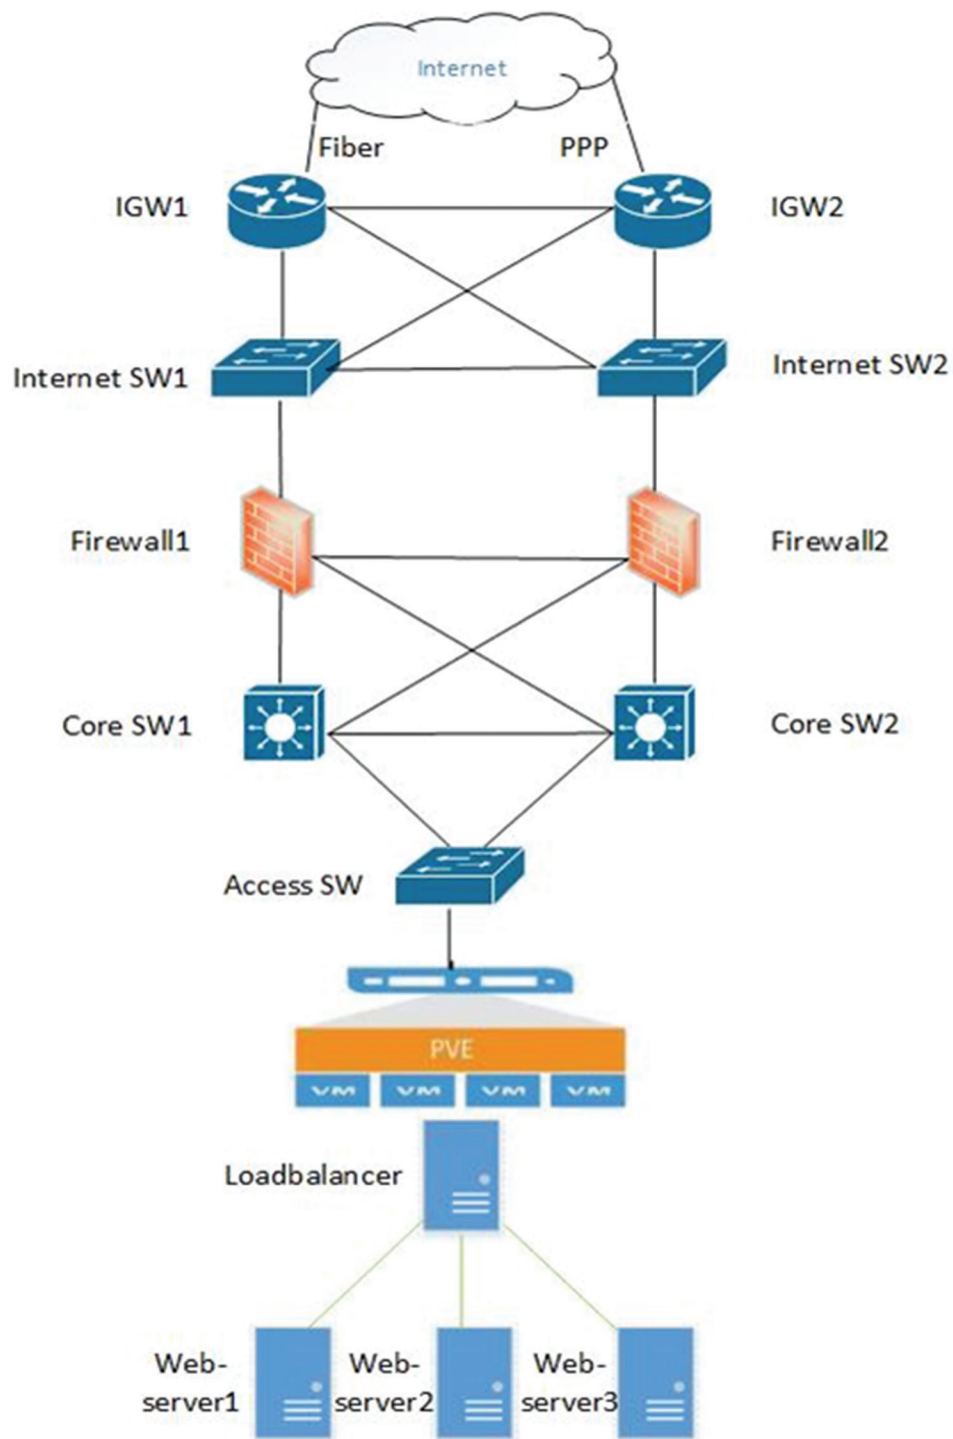 Internet
Fiber
PPP
IGW1
IGW2
Internet SW1
Internet SW2
Firewall1
Firewall2
Core SW1
Core SW2
Access SW
PVE
VM VM VM VM
Loadbalancer
Web-
server1
Web-
server2
Web-
server3